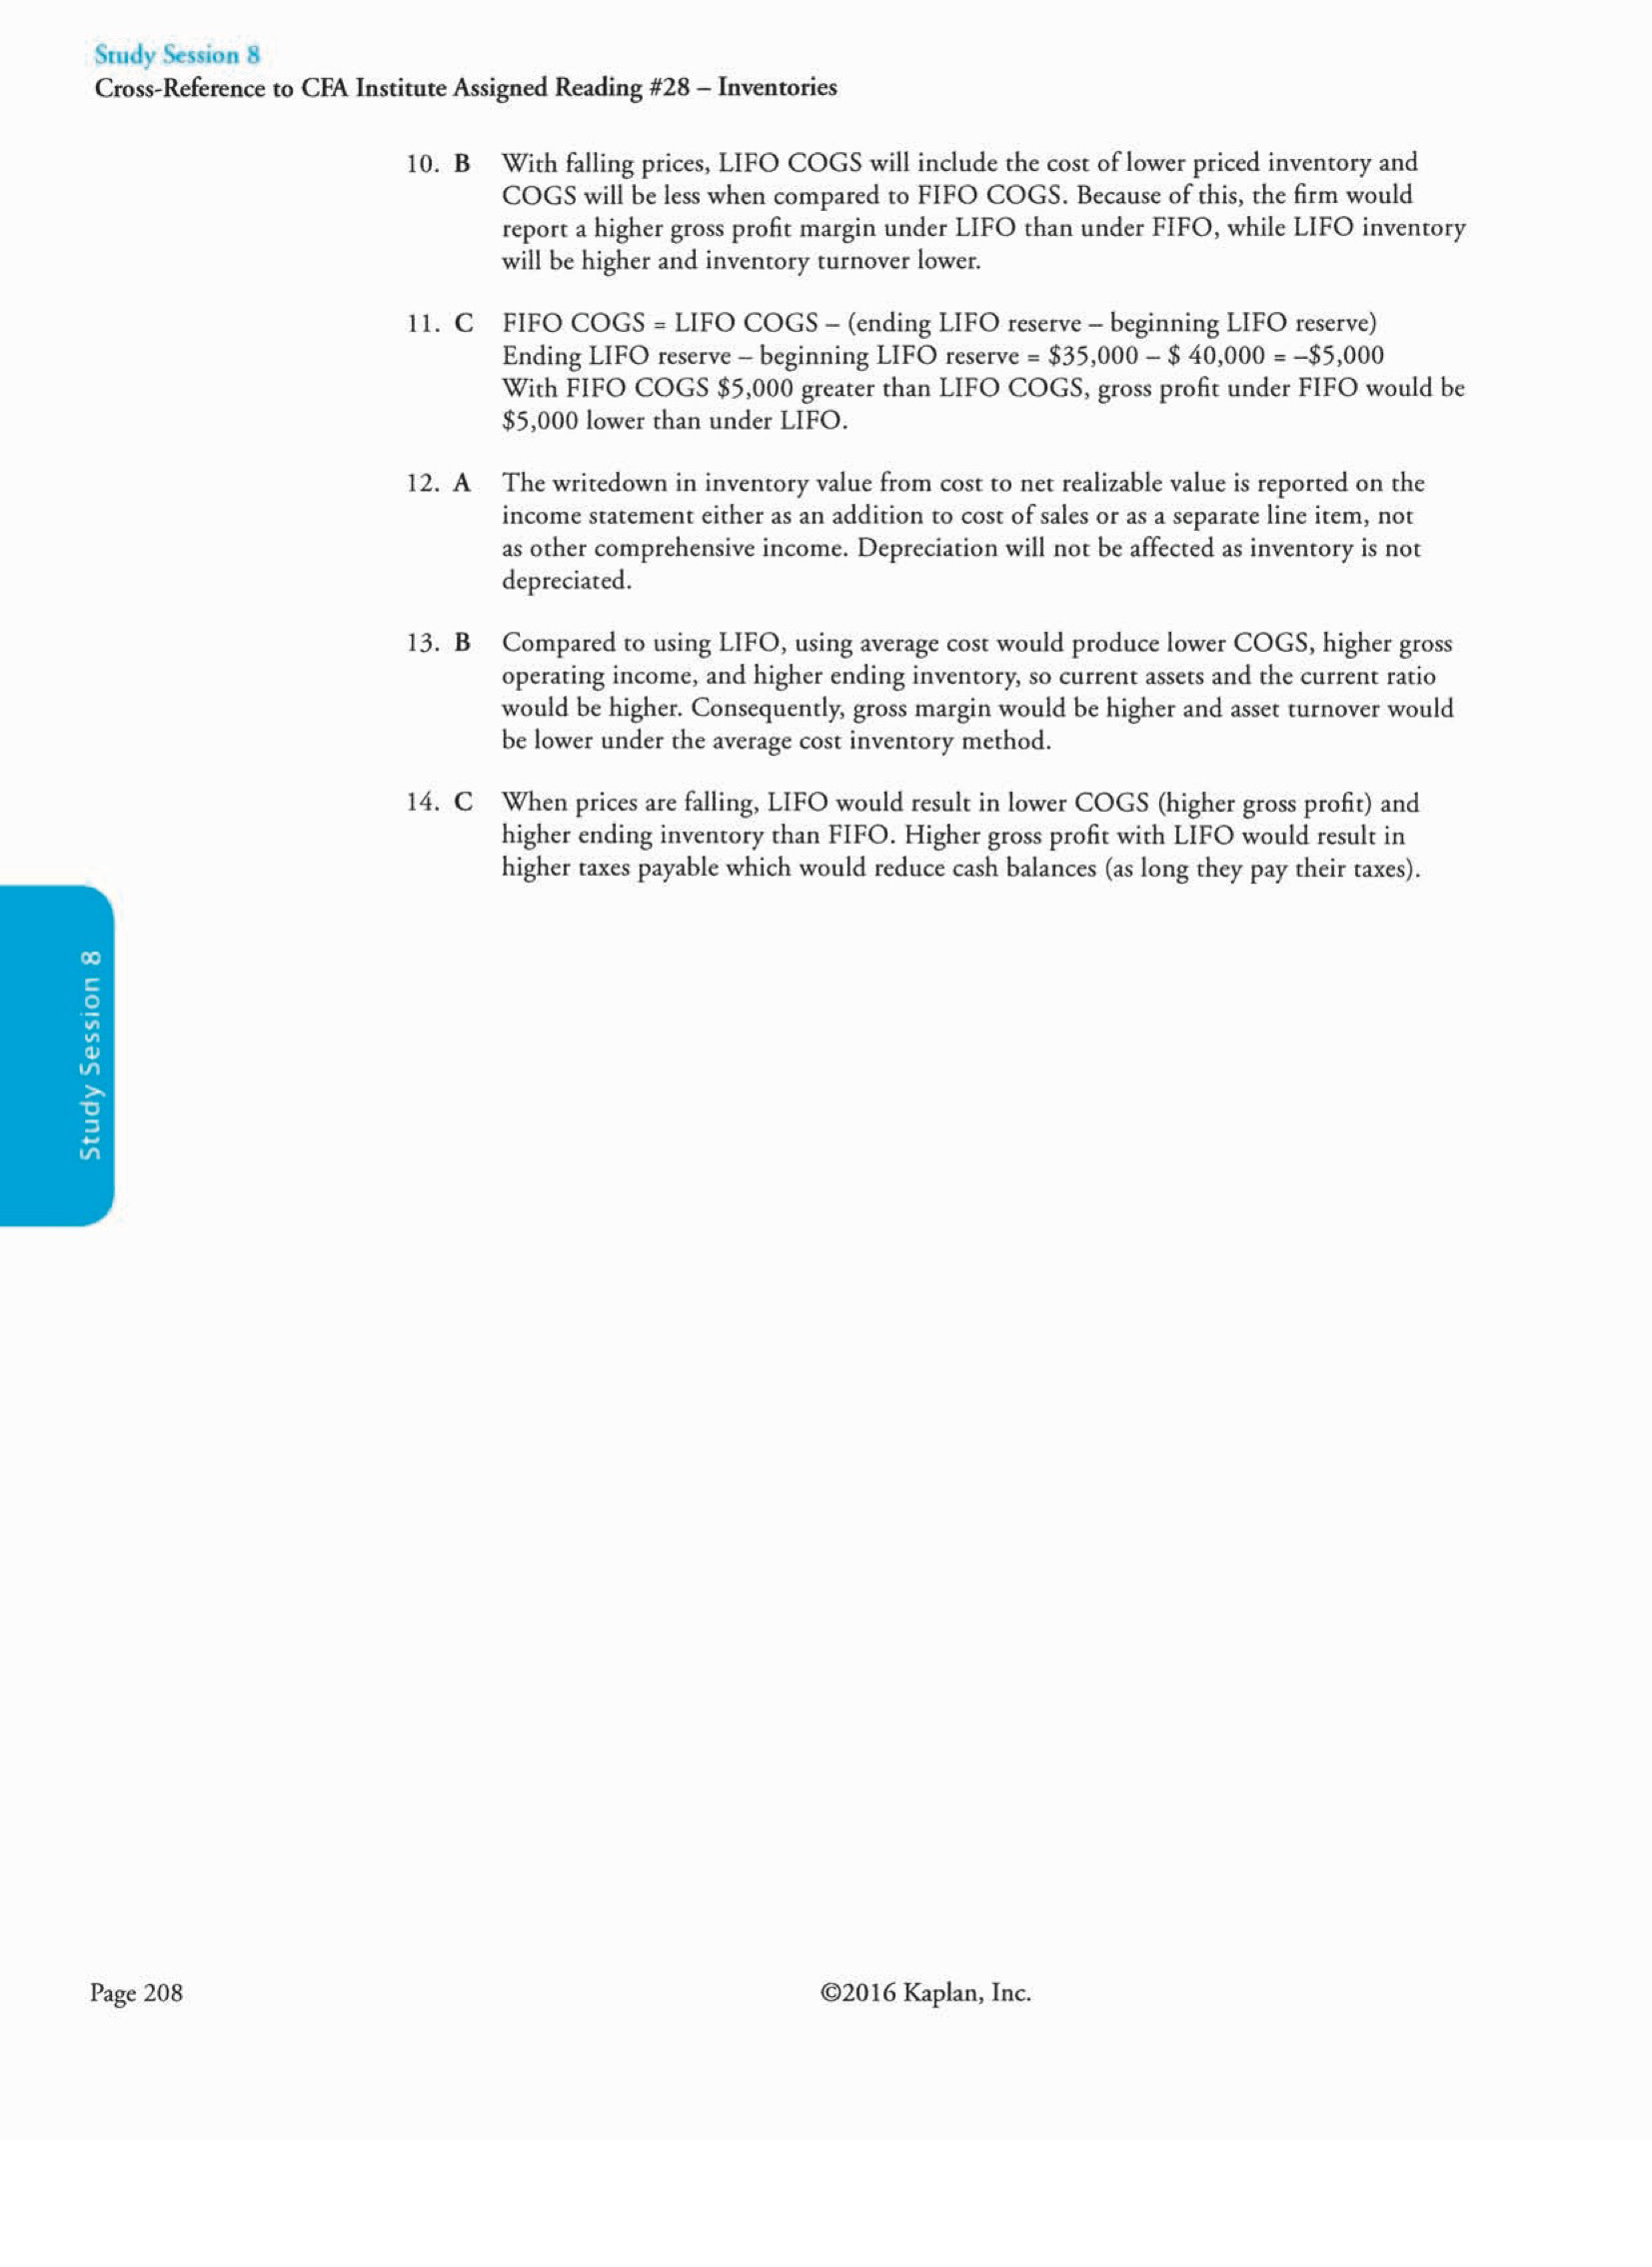 Study Session 8
Cross-Reference to CFA Institute Assigned Reading #28 – Inventories
10. B With falling prices, LIFO COGS will include the cost of lower priced inventory and
COGS will be less when compared to FIFO COGS. Because of this, the firm would
report a higher gross profit margin under LIFO than under FIFO, while LIFO inventory
will be higher and inventory turnover lower.
11. C FIFO COGS = LIFO COGS – (ending LIFO reserve – beginning LIFO reserve)
Ending LIFO reserve – beginning LIFO reserve = $35,000 – $ 40,000 = –$5,000
With FIFO COGS $5,000 greater than LIFO COGS, gross profit under FIFO would be
$5,000 lower than under LIFO.
12. A The writedown in inventory value from cost to net realizable value is reported on the
income statement either as an addition to cost of sales or as a separate line item, not
as other comprehensive income. Depreciation will not be affected as inventory is not
depreciated.
13. B Compared to using LIFO, using average cost would produce lower COGS, higher gross
operating income, and higher ending inventory, so current assets and the current ratio
would be higher. Consequently, gross margin would be higher and asset turnover would
be lower under the average cost inventory method.
14. C When prices are falling, LIFO would result in lower COGS (higher gross profit) and
higher ending inventory than FIFO. Higher gross profit with LIFO would result in
higher taxes payable which would reduce cash balances (as long they pay their taxes).
Study Session 8
Page 208
©2016 Kaplan, Inc.